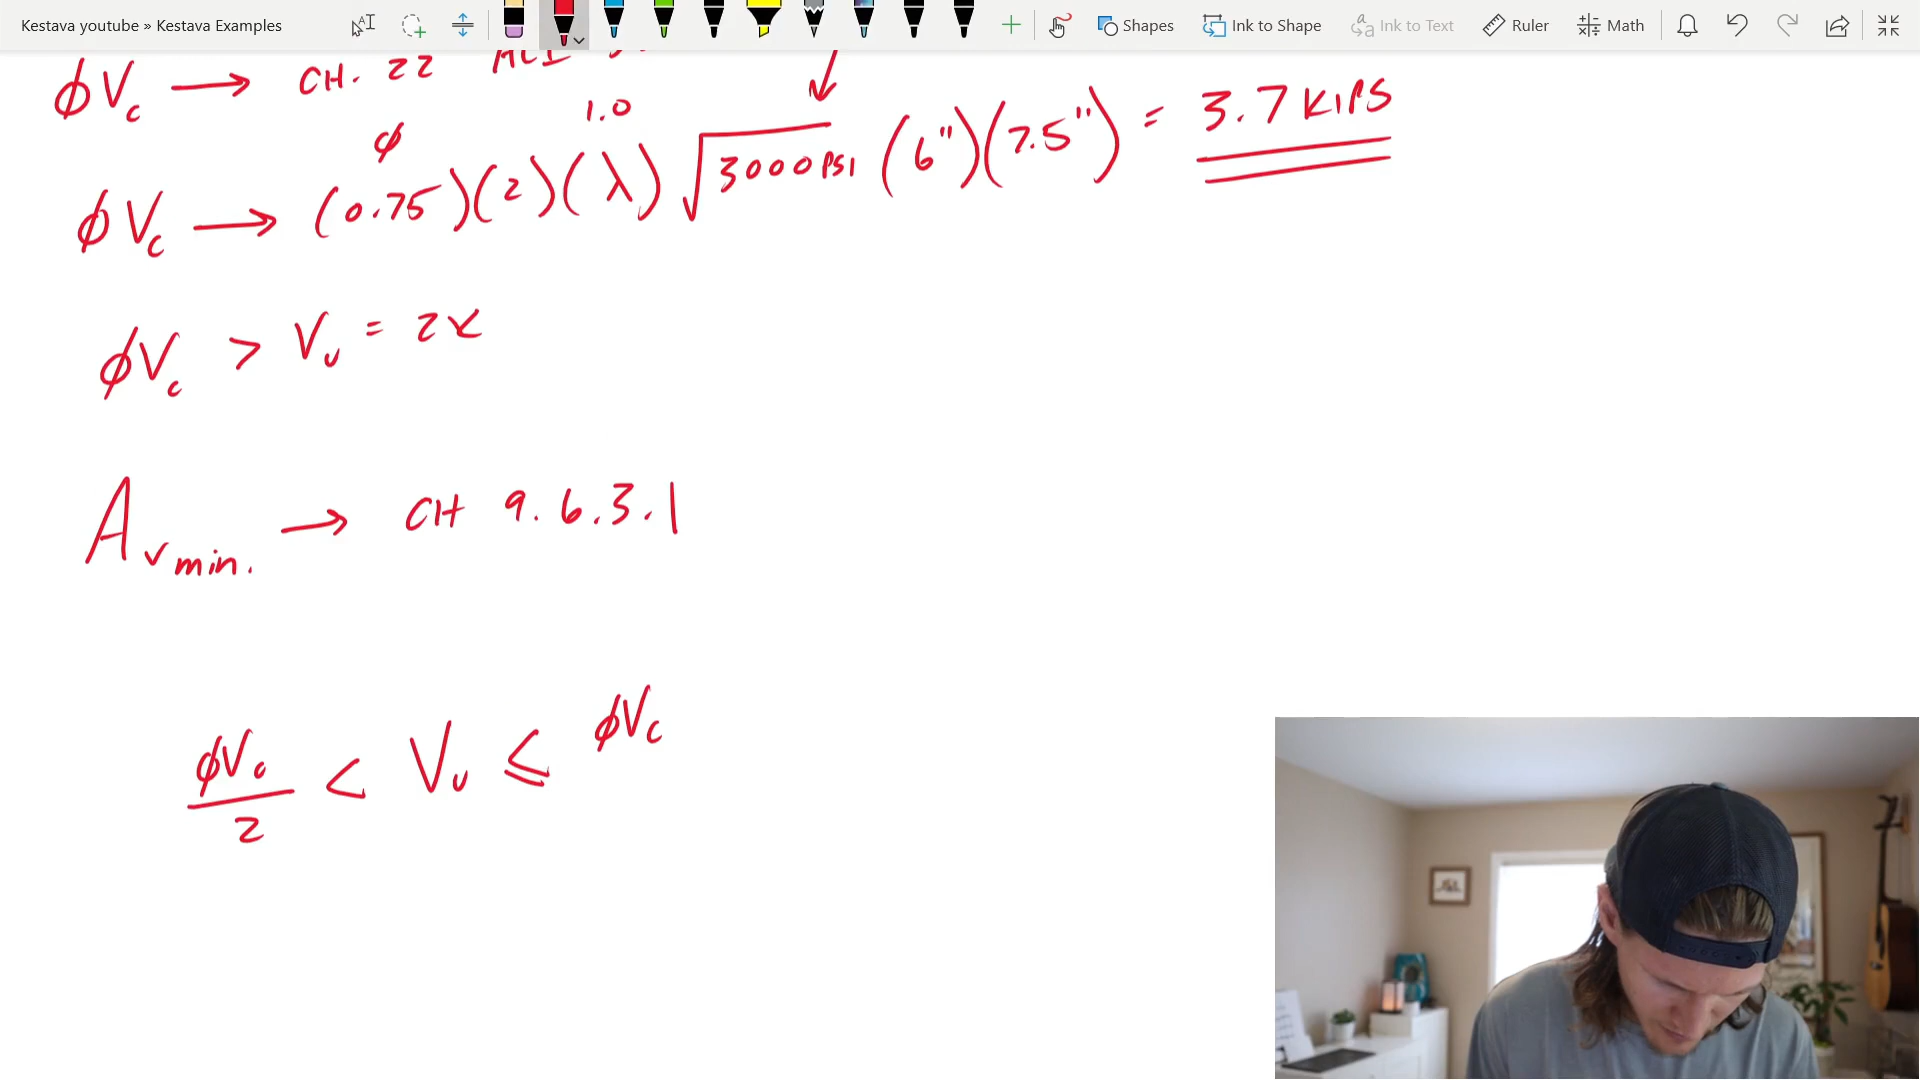 Kestava youtube » Kestava Examples
Shapes
Ink to Shape
Ink to Text
Ruler
Math
ϕVc → CH. 22
1.0
ϕ
ϕVc → (0.75)(2)(λ)√3000PSI (6")(7.5") = 3.7 KIPS
ϕVc > Vu = 2K
Av min. → CH 9.6.3.1
ϕVc/2 < Vu ≤ ϕVc